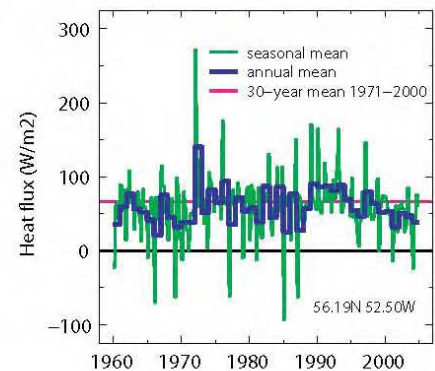 300
200
100
0
−100
Heat flux (W/m2)
seasonal mean
annual mean
30−year mean 1971−2000
56.19N 52.50W
1960 1970 1980 1990 2000